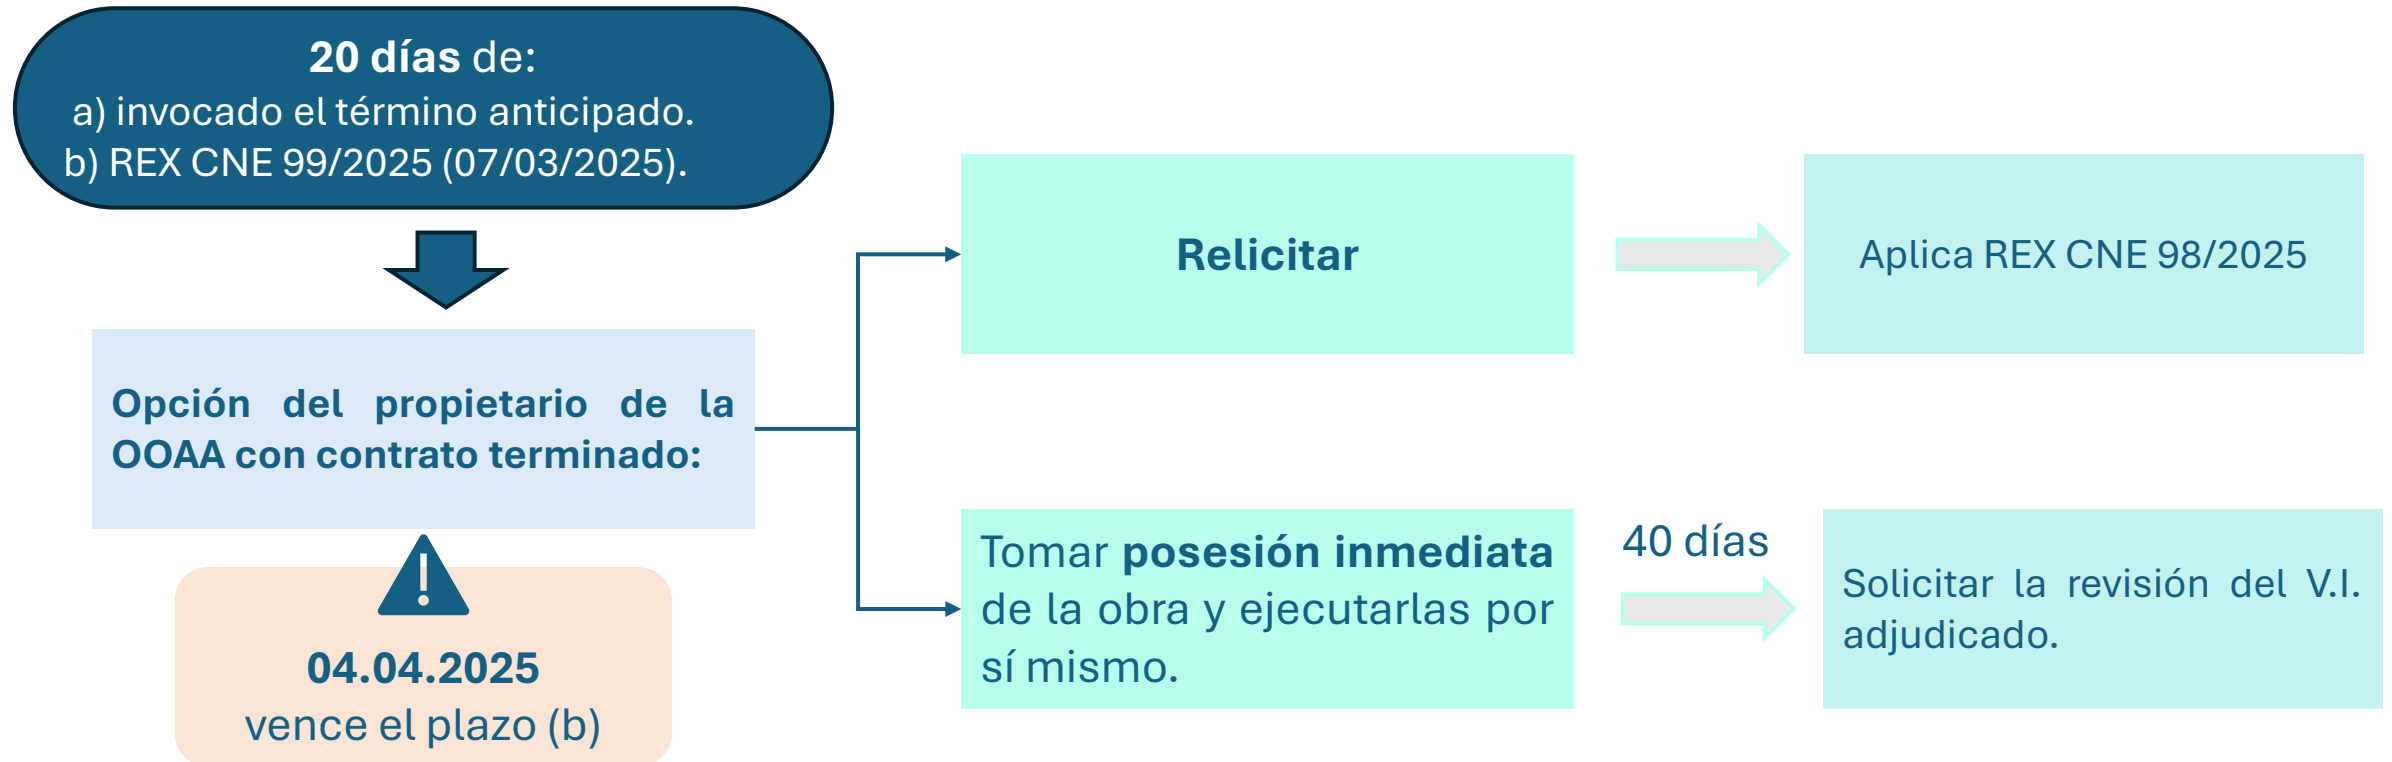 20 días de:
a) invocado el término anticipado.
b) REX CNE 99/2025 (07/03/2025).
Opción del propietario de la
OOAA con contrato terminado:
04.04.2025
vence el plazo (b)
Relicitar
Aplica REX CNE 98/2025
Tomar posesión inmediata
de la obra y ejecutarlas por
sí mismo.
40 días
Solicitar la revisión del V.I.
adjudicado.